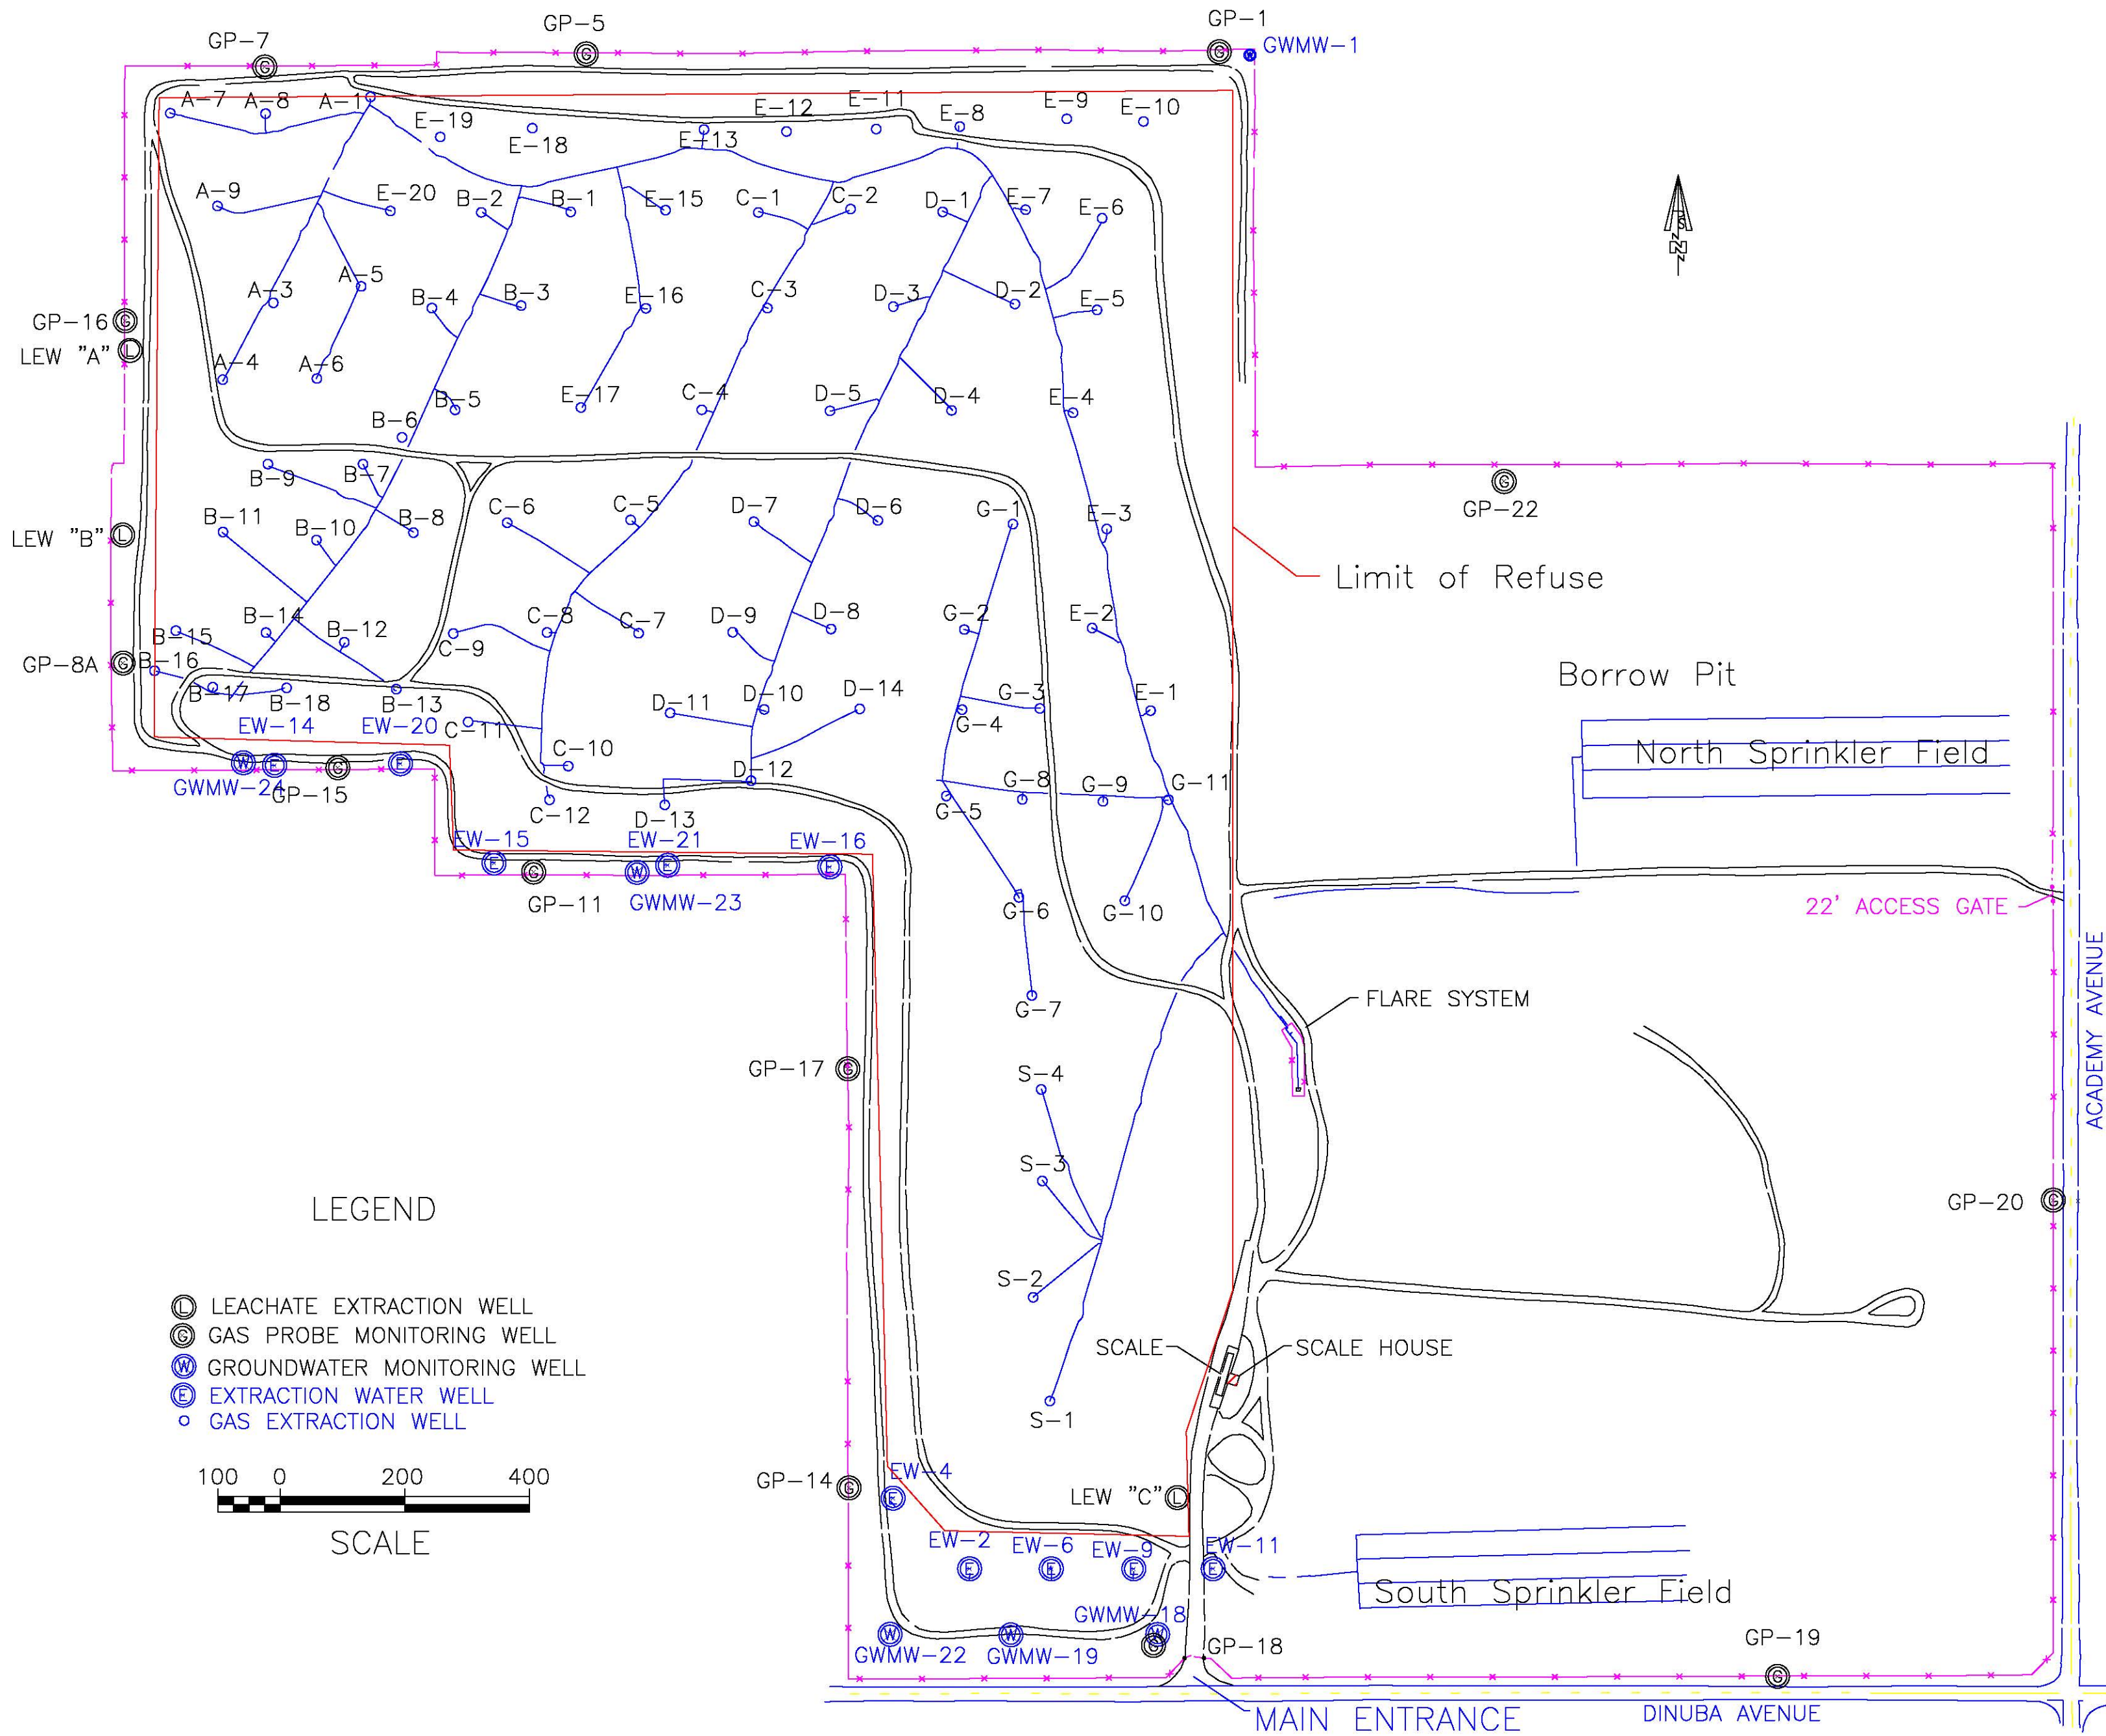 GP-5
GP-1
GP-7
GWMW-1
A-7
A-8
A-1
E-19
E-18
E-13
E-12
E-11
E-8
E-9
E-10
A-9
E-20
B-2
B-1
E-15
C-1
C-2
D-1
E-7
E-6
A-3
A-5
B-4
B-3
E-16
C-3
D-3
D-2
E-5
GP-16
LEW "A"
A-4
A-6
B-5
E-17
C-4
D-5
D-4
E-4
B-6
B-9
B-7
GP-22
LEW "B"
B-11
B-10
B-8
C-6
C-5
D-7
D-6
G-1
E-3
Limit of Refuse
B-15
B-14
B-12
C-9
C-8
C-7
D-9
D-8
G-2
E-2
GP-8A
B-16
B-17
B-18
B-13
D-11
D-10
D-14
G-4
G-3
E-1
Borrow Pit
EW-14
EW-20
C-11
C-10
D-12
North Sprinkler Field
GWMW-24
GP-15
C-12
D-13
G-5
G-8
G-9
G-11
EW-15
EW-21
EW-16
GP-11
GWMW-23
G-6
G-10
22' ACCESS GATE
ACADEMY AVENUE
G-7
FLARE SYSTEM
GP-17
S-4
S-3
GP-20
LEGEND
S-2
L LEACHATE EXTRACTION WELL
G GAS PROBE MONITORING WELL
W GROUNDWATER MONITORING WELL
E EXTRACTION WATER WELL
GAS EXTRACTION WELL
SCALE
SCALE HOUSE
S-1
100 0 200 400
SCALE
GP-14
EW-4
LEW "C"
EW-2
EW-6
EW-9
EW-11
South Sprinkler Field
GWMW-18
GWMW-22
GWMW-19
GP-18
GP-19
MAIN ENTRANCE
DINUBA AVENUE